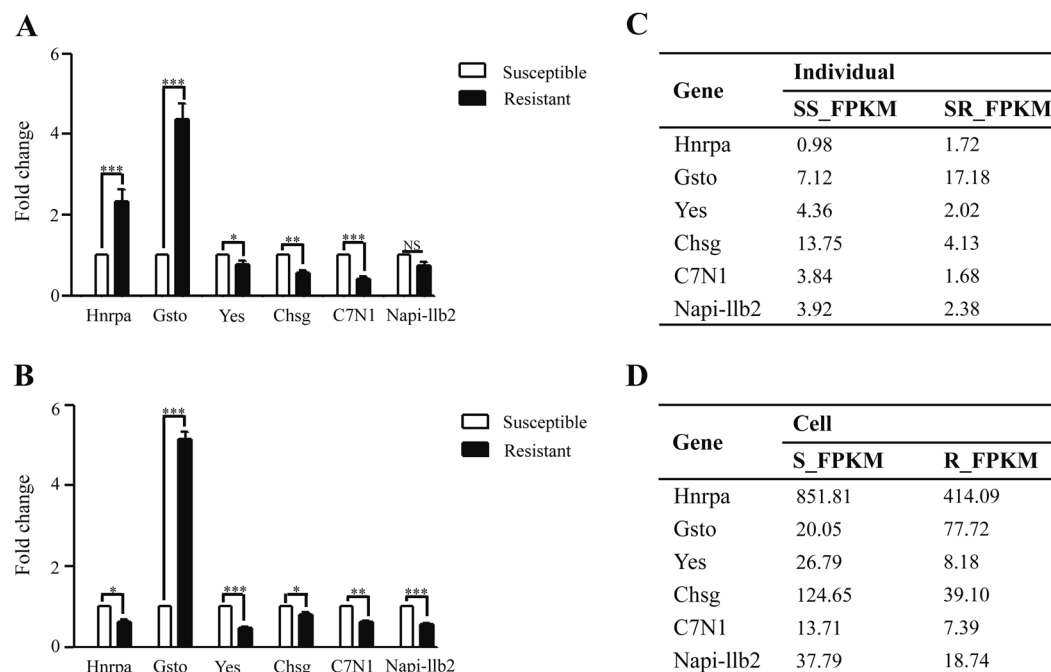 A
Fold change
6
4
2
0
***
***
*
**
***
NS
Susceptible
Resistant
Hnrpa Gsto Yes Chsg C7N1 Napi-llb2
B
Fold change
6
4
2
0
*
***
***
*
**
***
Susceptible
Resistant
Hnrpa Gsto Yes Chsg C7N1 Napi-llb2
C
Gene Individual
SS_FPKM SR_FPKM
Hnrpa 0.98 1.72
Gsto 7.12 17.18
Yes 4.36 2.02
Chsg 13.75 4.13
C7N1 3.84 1.68
Napi-llb2 3.92 2.38
D
Gene Cell
S_FPKM R_FPKM
Hnrpa 851.81 414.09
Gsto 20.05 77.72
Yes 26.79 8.18
Chsg 124.65 39.10
C7N1 13.71 7.39
Napi-llb2 37.79 18.74